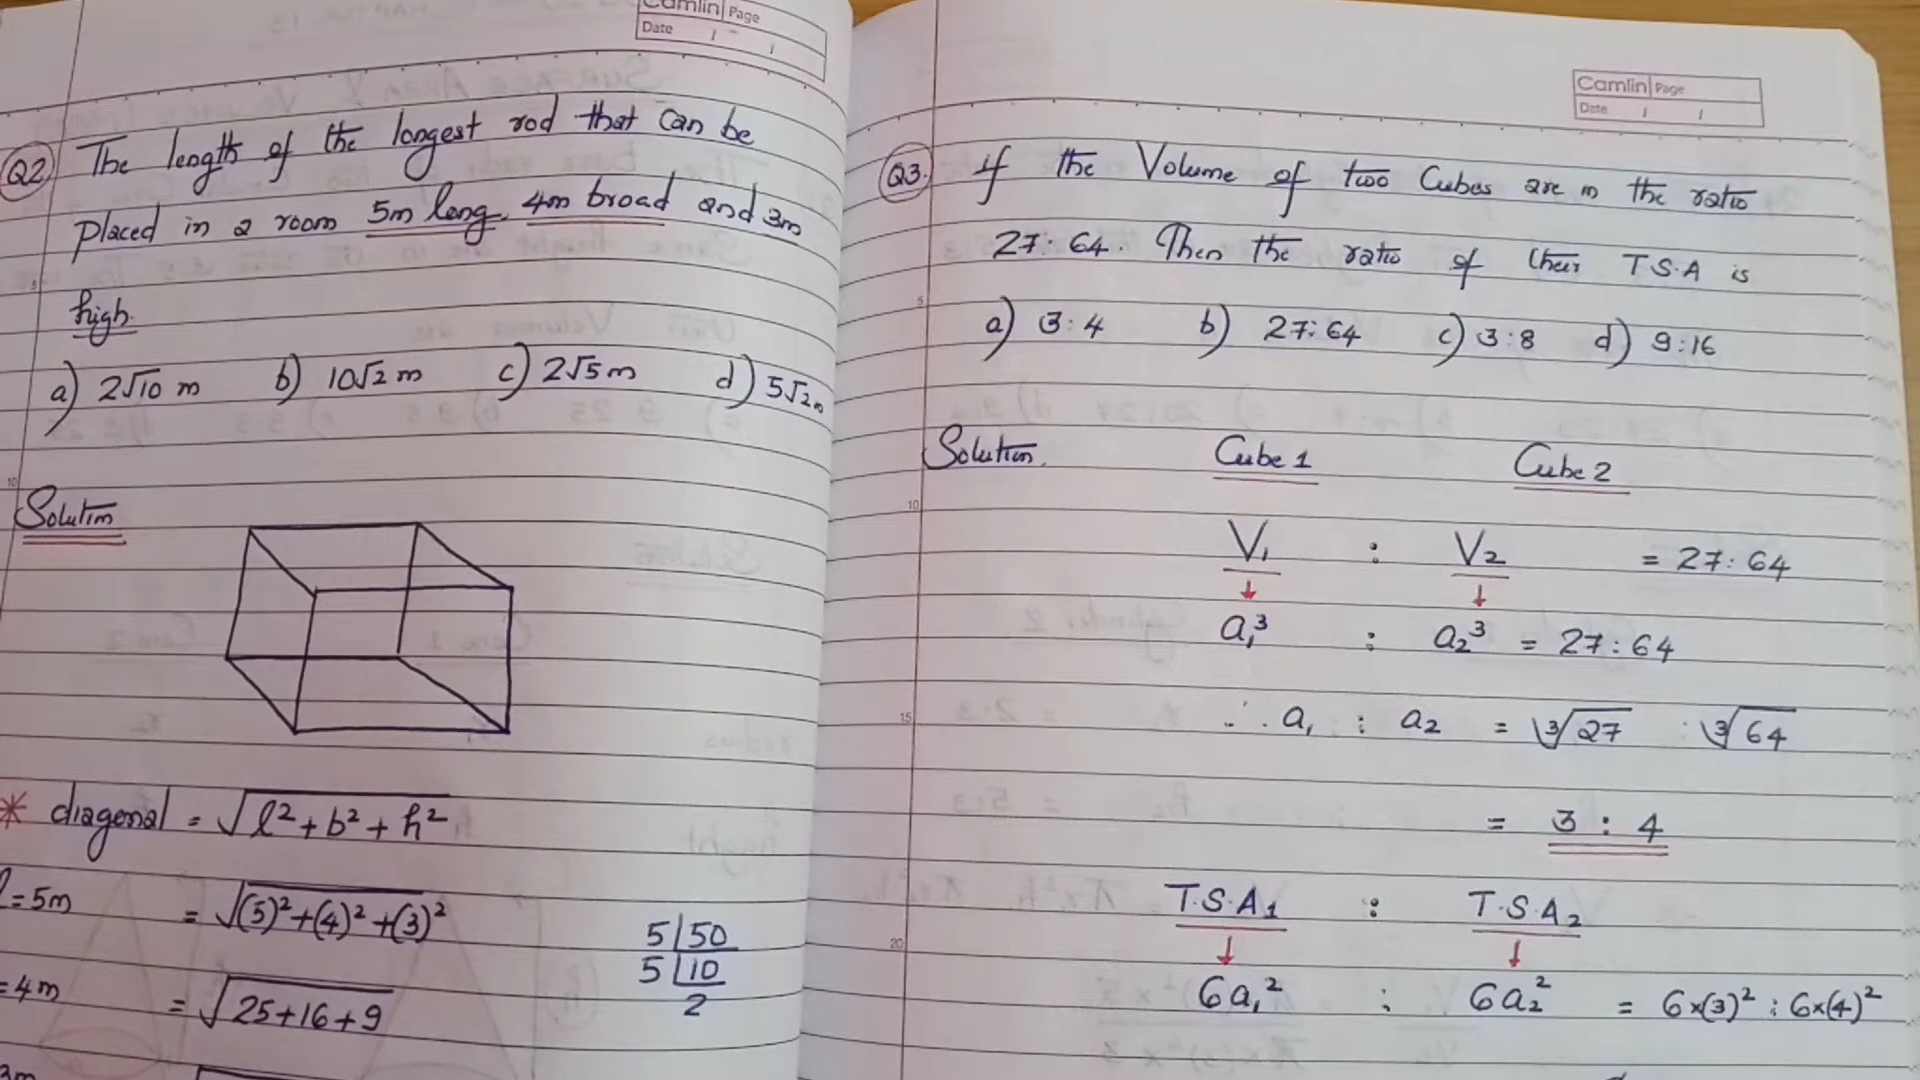 Camlin Page
Date / /
Q2 The length of the longest rod that can be
placed in a room 5m long, 4m broad and 3m
high.
a) 2√10 m b) 10√2 m c) 2√5 m d) 5√2 m
Solution
* diagonal = √l² + b² + h²
l = 5m = √(5)² + (4)² + (3)²
= 4m = √25+16+9
3m
5 | 50
5 | 10
2
Camlin Page
Date / /
Q3. If the Volume of two Cubes are in the ratio
27:64. Then the ratio of their T.S.A is
a) 3:4 b) 27:64 c) 3:8 d) 9:16
Solution. Cube 1 Cube 2
V₁ : V₂ = 27:64
a₁³ : a₂³ = 27:64
∴ a₁ : a₂ = ∛27 : ∛64
= 3 : 4
T.S.A₁ : T.S.A₂
6a₁² : 6a₂² = 6×(3)² : 6×(4)²